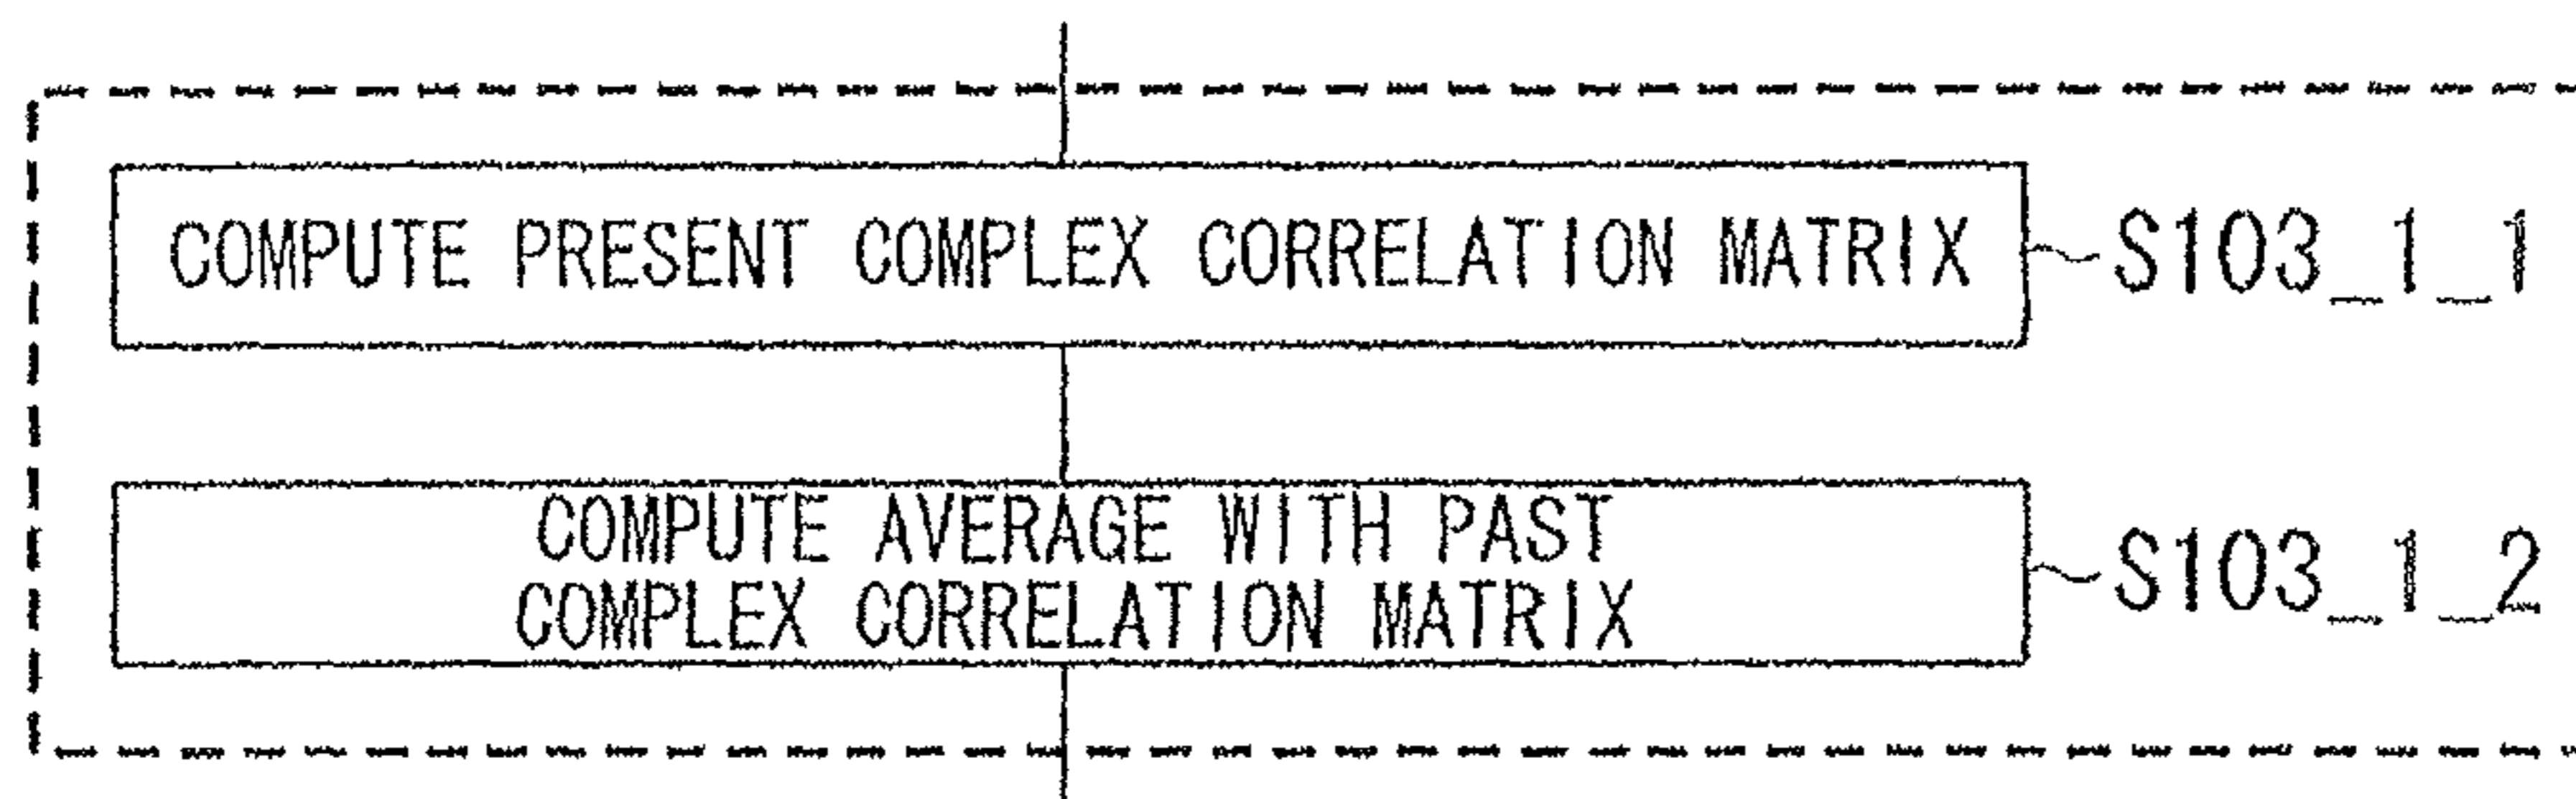 COMPUTE PRESENT COMPLEX CORRELATION MATRIX S103_1_1
COMPUTE AVERAGE WITH PAST
COMPLEX CORRELATION MATRIX
S103_1_2